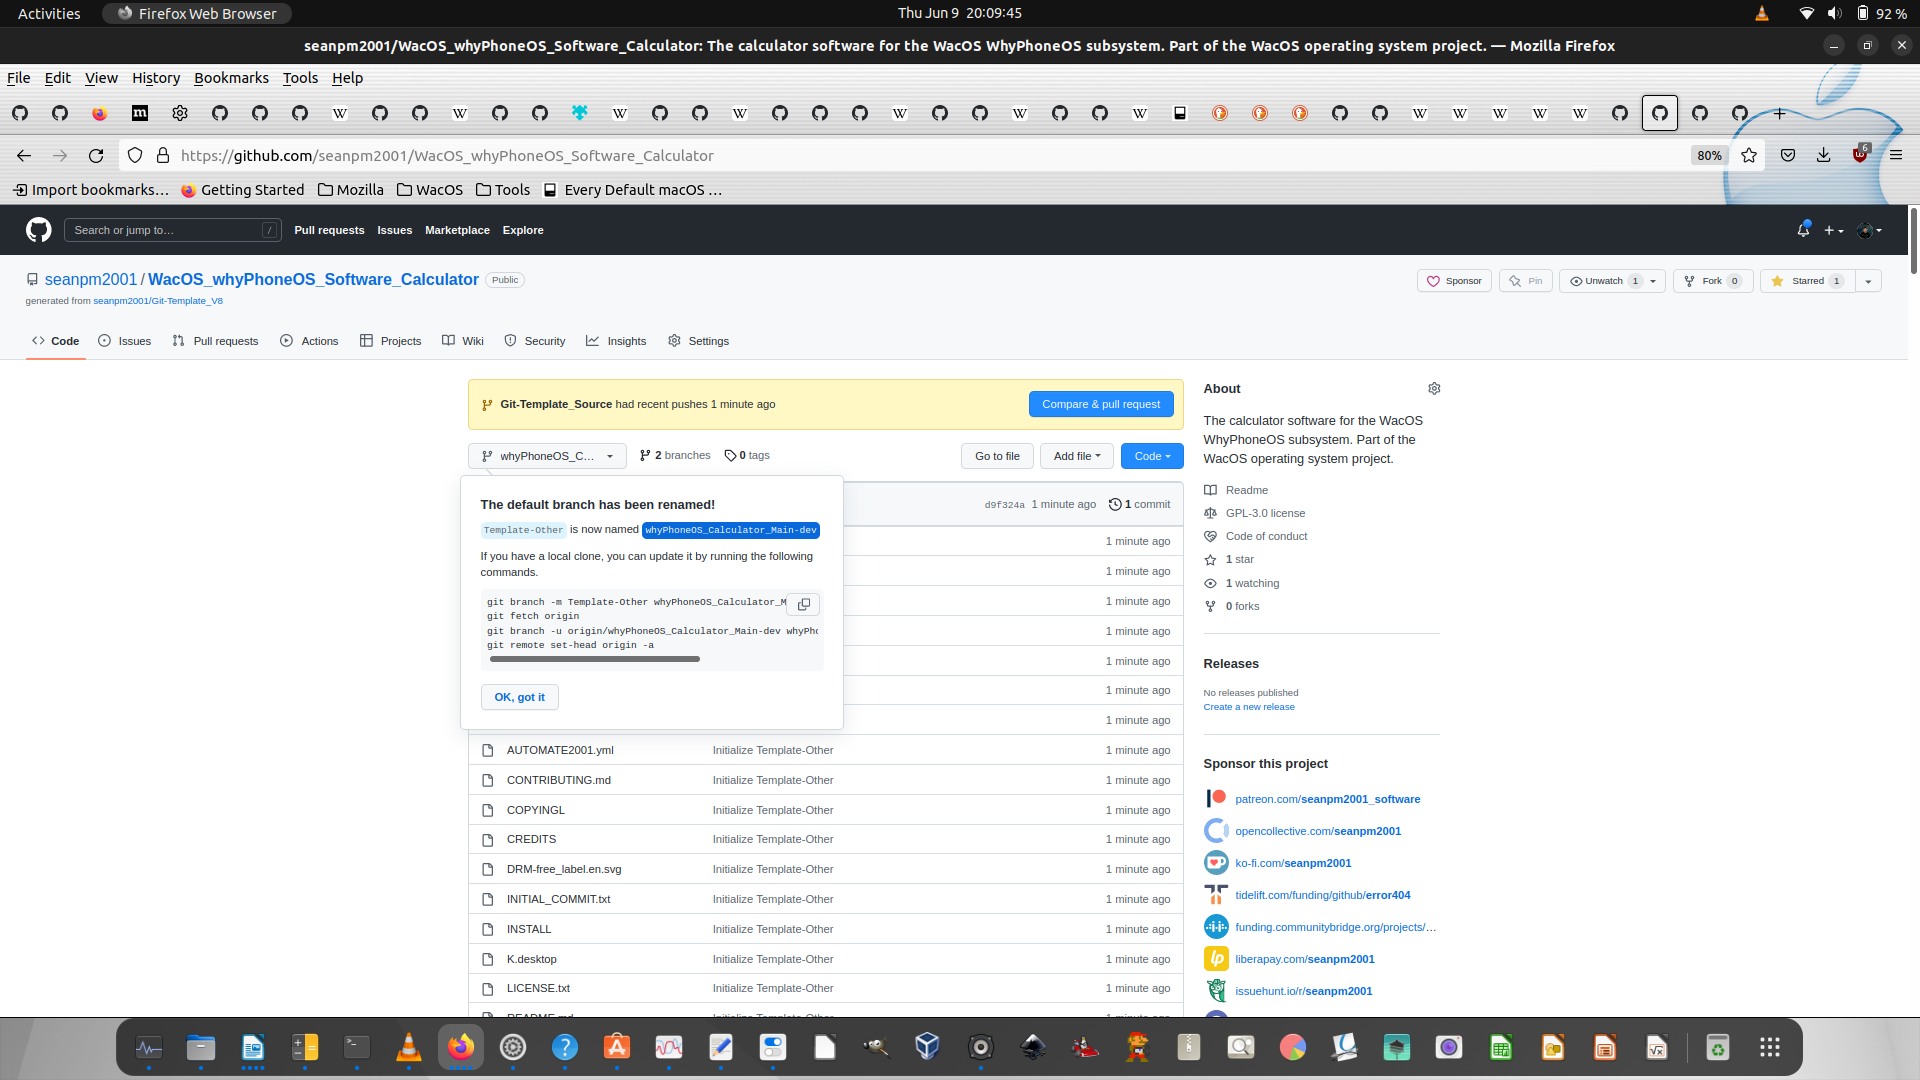 Activities
Firefox Web Browser
Thu Jun 9 20:09:45
92 %
seanpm2001/WacOS_whyPhoneOS_Software_Calculator: The calculator software for the WacOS WhyPhoneOS subsystem. Part of the WacOS operating system project. — Mozilla Firefox
File Edit View History Bookmarks Tools Help
https://github.com/seanpm2001/WacOS_whyPhoneOS_Software_Calculator
80%
6
Import bookmarks…
Getting Started
Mozilla
WacOS
Tools
Every Default macOS …
Search or jump to…
/
Pull requests
Issues
Marketplace
Explore
seanpm2001 / WacOS_whyPhoneOS_Software_Calculator
Public
Sponsor
Pin
Unwatch 1
Fork 0
Starred 1
generated from seanpm2001/Git-Template_V8
Code
Issues
Pull requests
Actions
Projects
Wiki
Security
Insights
Settings
Git-Template_Source had recent pushes 1 minute ago
Compare & pull request
whyPhoneOS_C...
2 branches
0 tags
Go to file
Add file
Code
The default branch has been renamed!
Template-Other is now named whyPhoneOS_Calculator_Main-dev
If you have a local clone, you can update it by running the following
commands.
git branch -m Template-Other whyPhoneOS_Calculator_M
git fetch origin
git branch -u origin/whyPhoneOS_Calculator_Main-dev whyPho
git remote set-head origin -a
OK, got it
d9f324a 1 minute ago
1 commit
1 minute ago
1 minute ago
1 minute ago
1 minute ago
1 minute ago
1 minute ago
1 minute ago
AUTOMATE2001.yml Initialize Template-Other 1 minute ago
CONTRIBUTING.md Initialize Template-Other 1 minute ago
COPYINGL Initialize Template-Other 1 minute ago
CREDITS Initialize Template-Other 1 minute ago
DRM-free_label.en.svg Initialize Template-Other 1 minute ago
INITIAL_COMMIT.txt Initialize Template-Other 1 minute ago
INSTALL Initialize Template-Other 1 minute ago
K.desktop Initialize Template-Other 1 minute ago
LICENSE.txt Initialize Template-Other 1 minute ago
README.md Initialize Template-Other 1 minute ago
About
The calculator software for the WacOS
WhyPhoneOS subsystem. Part of the
WacOS operating system project.
Readme
GPL-3.0 license
Code of conduct
1 star
1 watching
0 forks
Releases
No releases published
Create a new release
Sponsor this project
patreon.com/seanpm2001_software
opencollective.com/seanpm2001
ko-fi.com/seanpm2001
tidelift.com/funding/github/error404
funding.communitybridge.org/projects/…
liberapay.com/seanpm2001
issuehunt.io/r/seanpm2001